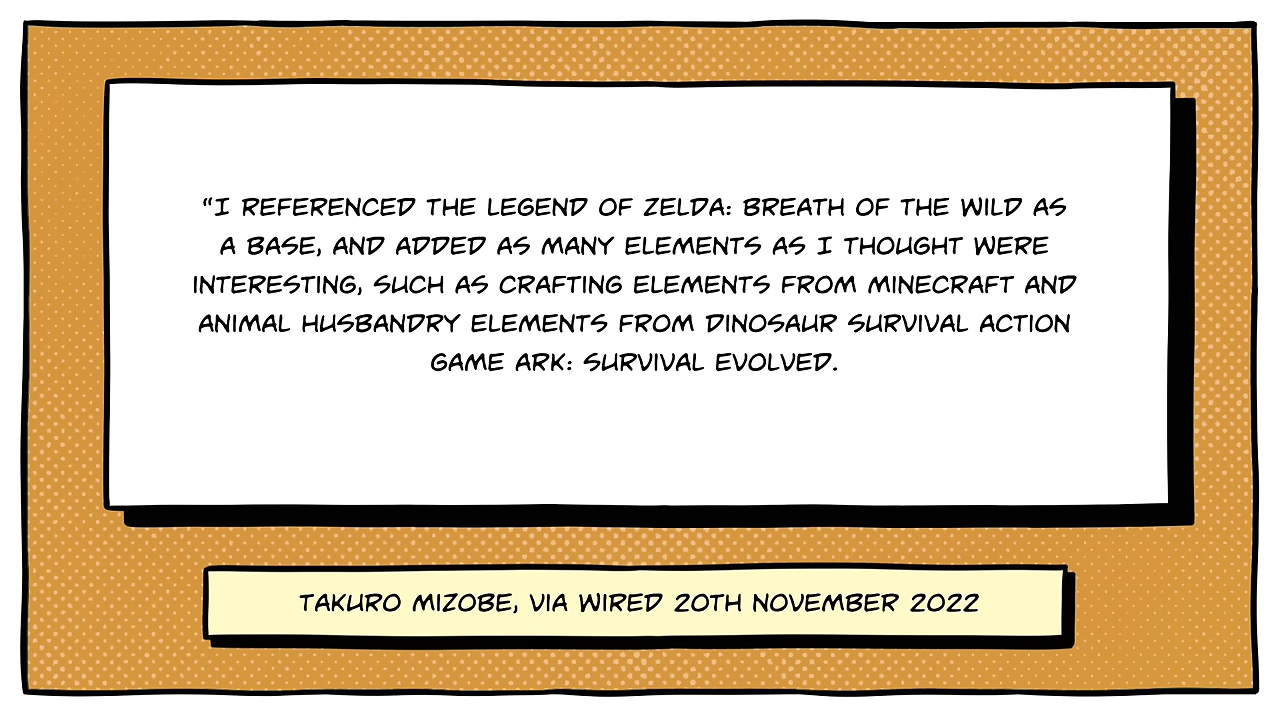 “I REFERENCED THE LEGEND OF ZELDA: BREATH OF THE WILD AS
A BASE, AND ADDED AS MANY ELEMENTS AS I THOUGHT WERE
INTERESTING, SUCH AS CRAFTING ELEMENTS FROM MINECRAFT AND
ANIMAL HUSBANDRY ELEMENTS FROM DINOSAUR SURVIVAL ACTION
GAME ARK: SURVIVAL EVOLVED.
TAKURO MIZOBE, VIA WIRED 20TH NOVEMBER 2022